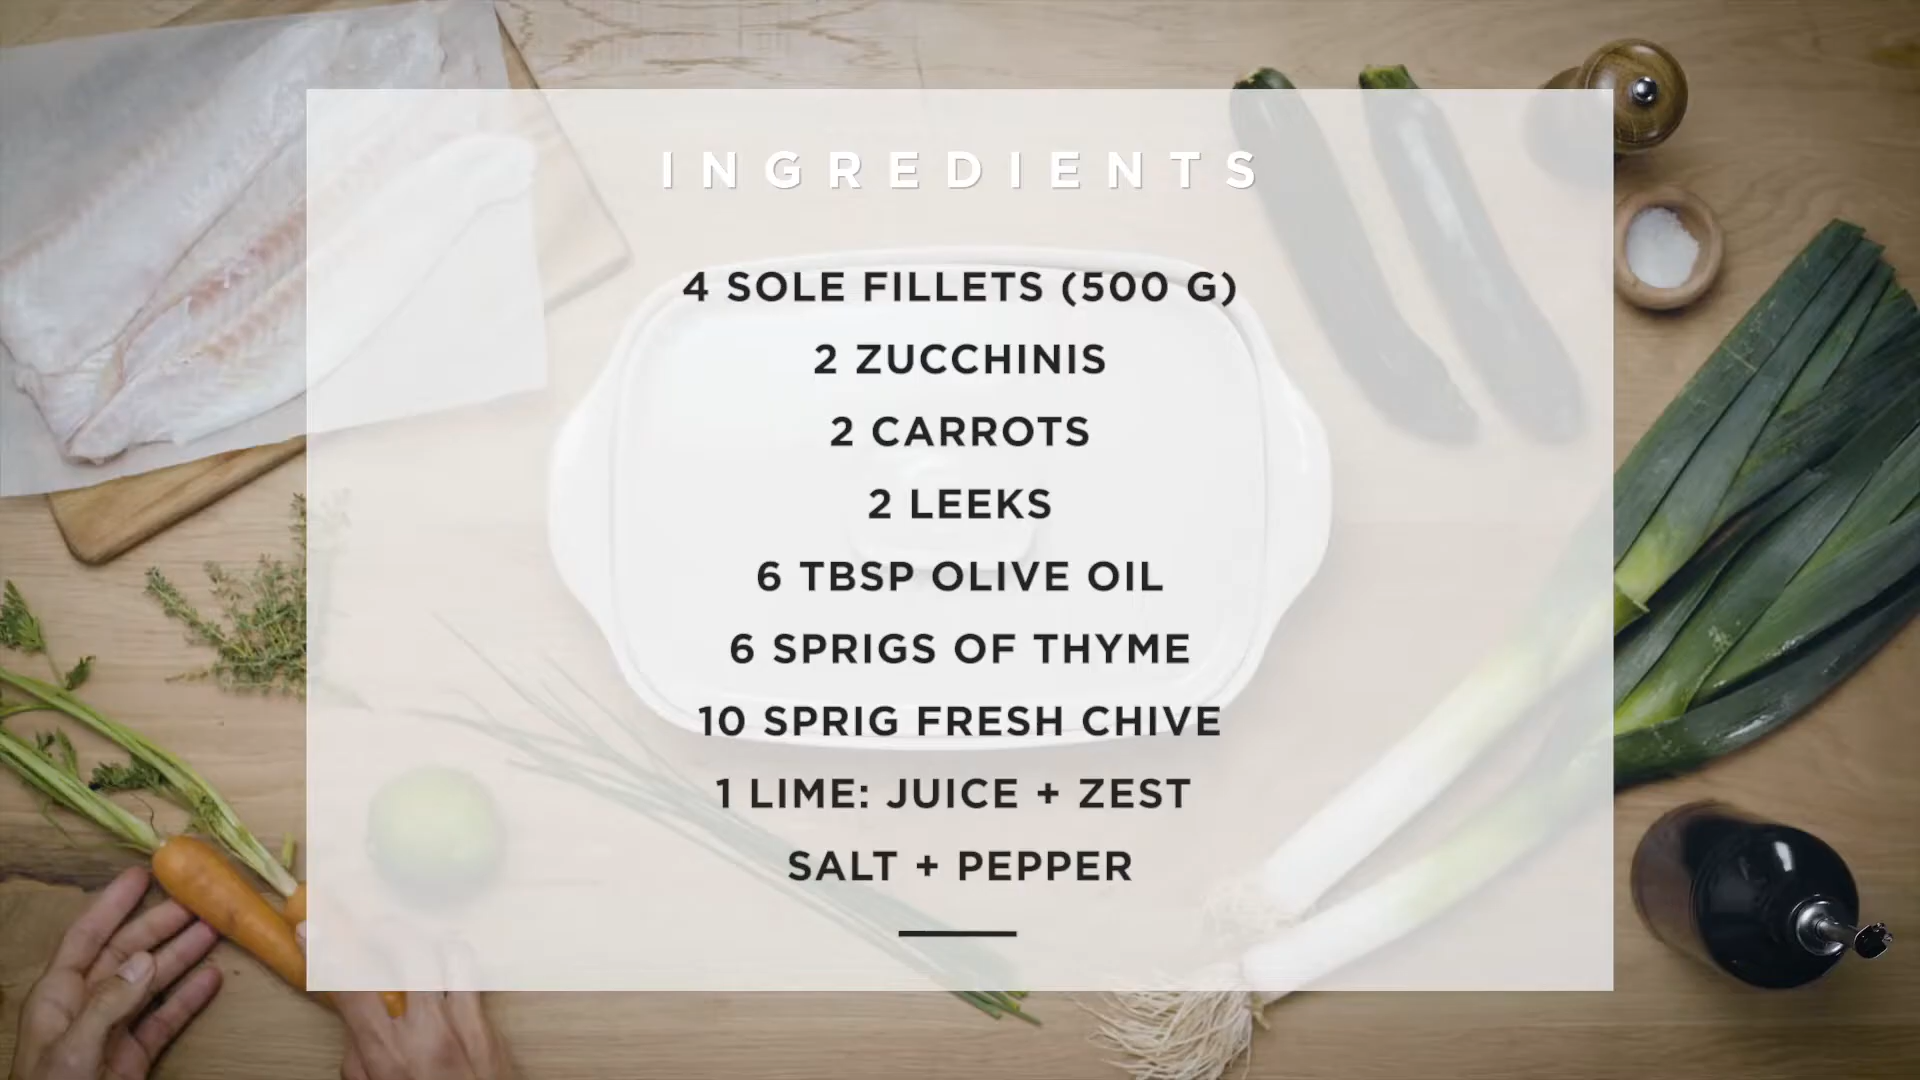 INGREDIENTS
4 SOLE FILLETS (500 G)
2 ZUCCHINIS
2 CARROTS
2 LEEKS
6 TBSP OLIVE OIL
6 SPRIGS OF THYME
10 SPRIG FRESH CHIVE
1 LIME: JUICE + ZEST
SALT + PEPPER